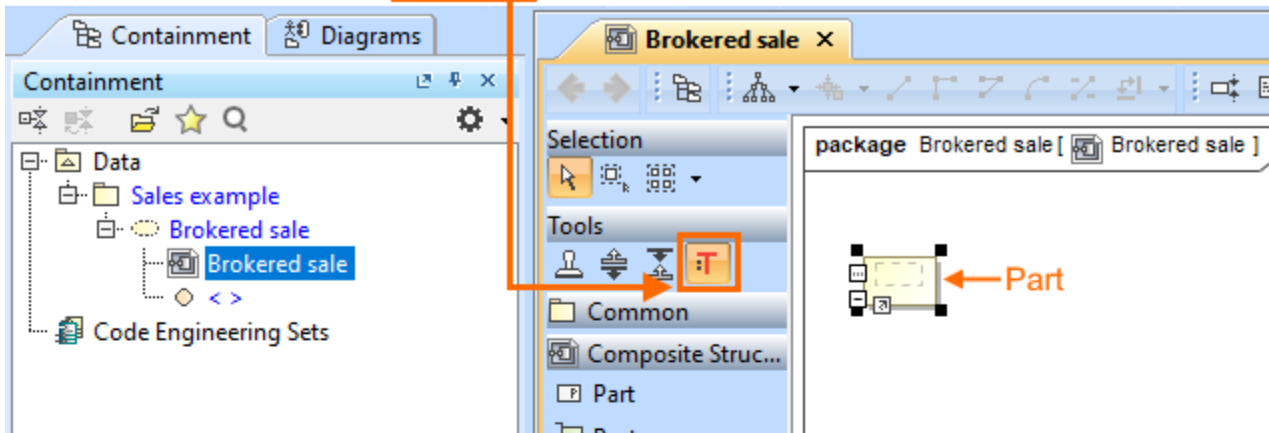 Containment
Diagrams
Containment
Data
Sales example
Brokered sale
Brokered sale
< >
Code Engineering Sets
Brokered sale
Selection
Tools
Common
Composite Struc...
Part
package Brokered sale [ Brokered sale ]
Part